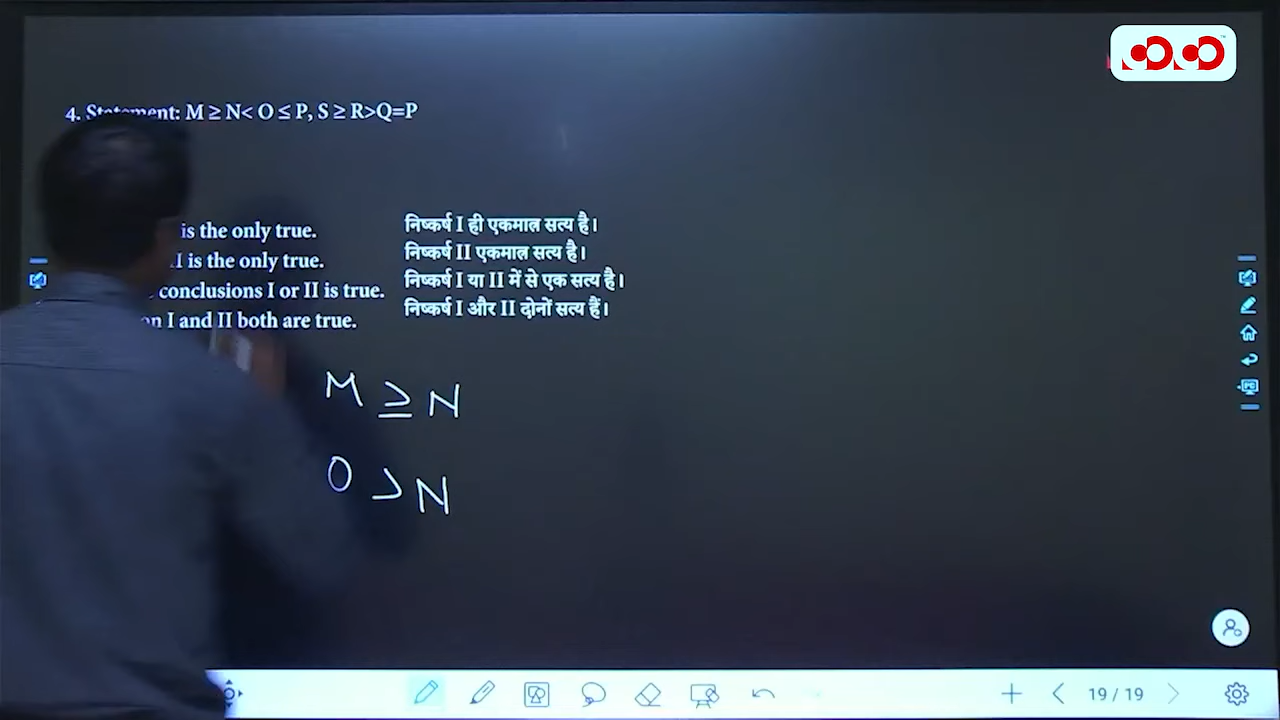 4. Statement: M ≥ N< O ≤ P, S ≥ R>Q=P
is the only true.
निष्कर्ष I ही एकमात्र सत्य है।
II is the only true.
निष्कर्ष II एकमात्र सत्य है।
conclusions I or II is true.
निष्कर्ष I या II में से एक सत्य है।
I and II both are true.
निष्कर्ष I और II दोनों सत्य हैं।
M ≥ N
O > N
19 / 19